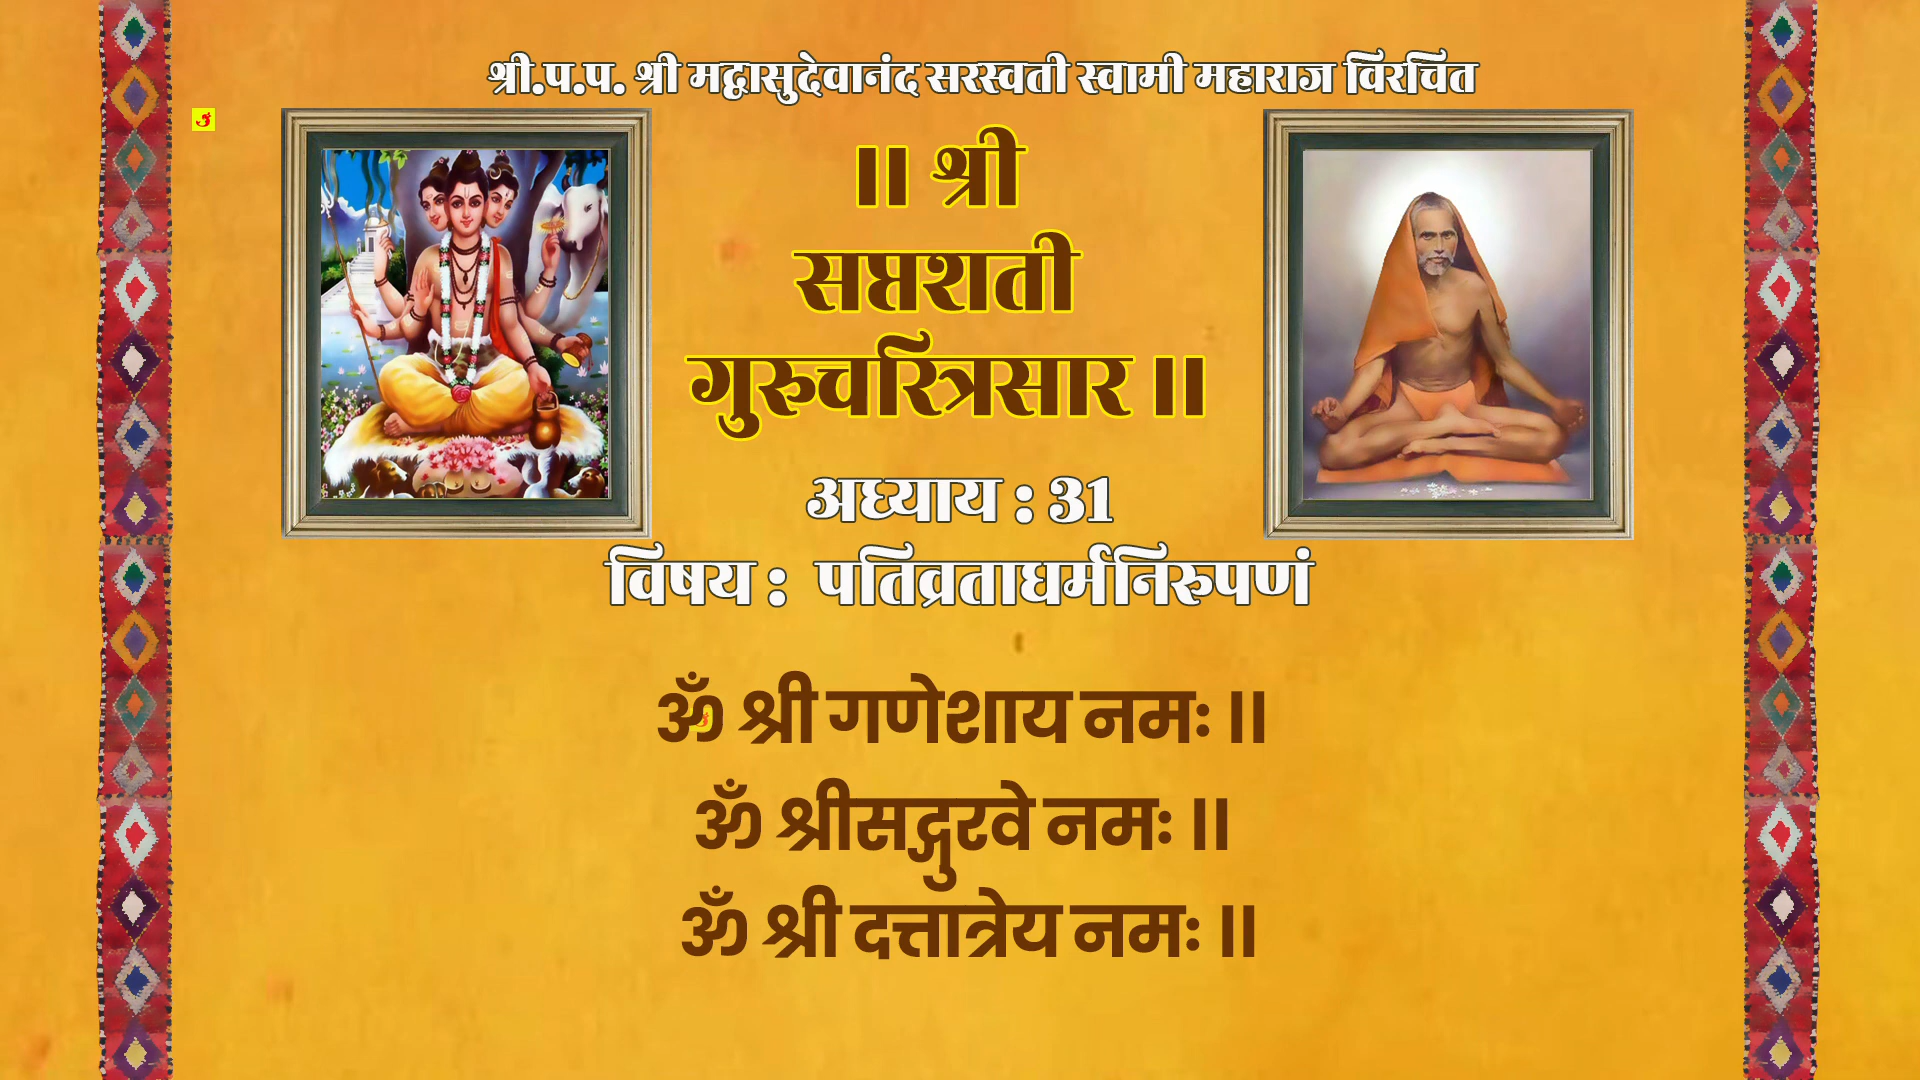 श्री.प.प. श्री मद्वासुदेवानंद सरस्वती स्वामी महाराज विरचित
॥ श्री
सप्तशती
गुरुचरित्रसार ॥
अध्याय : 31
विषय : पतिव्रताधर्मनिरुपणं
ॐ श्री गणेशाय नमः ॥
ॐ श्रीसद्गुरवे नमः ॥
ॐ श्री दत्तात्रेय नमः ॥